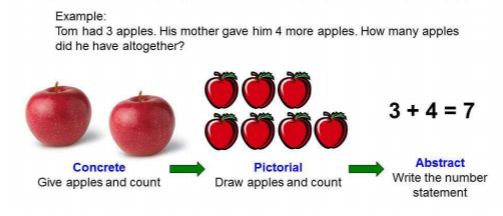 Example:
Tom had 3 apples. His mother gave him 4 more apples. How many apples
did he have altogether?
3 + 4 = 7
Concrete
Give apples and count
Pictorial
Draw apples and count
Abstract
Write the number
statement